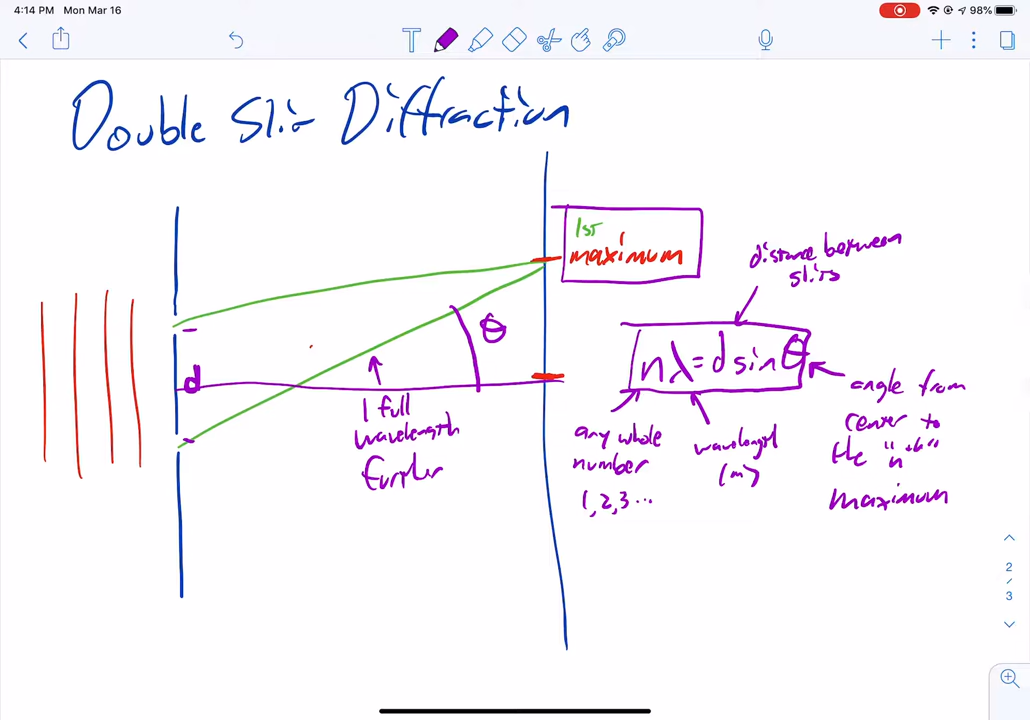 4:14 PM Mon Mar 16
98%
T
Double Slit Diffraction
1st
maximum
distance between
slits
d
θ
nλ = d sin θ
1 full
wavelength
further
any whole
number
1, 2, 3 ...
wavelength
(m)
angle from
center to
the "nth"
maximum
2
/
3